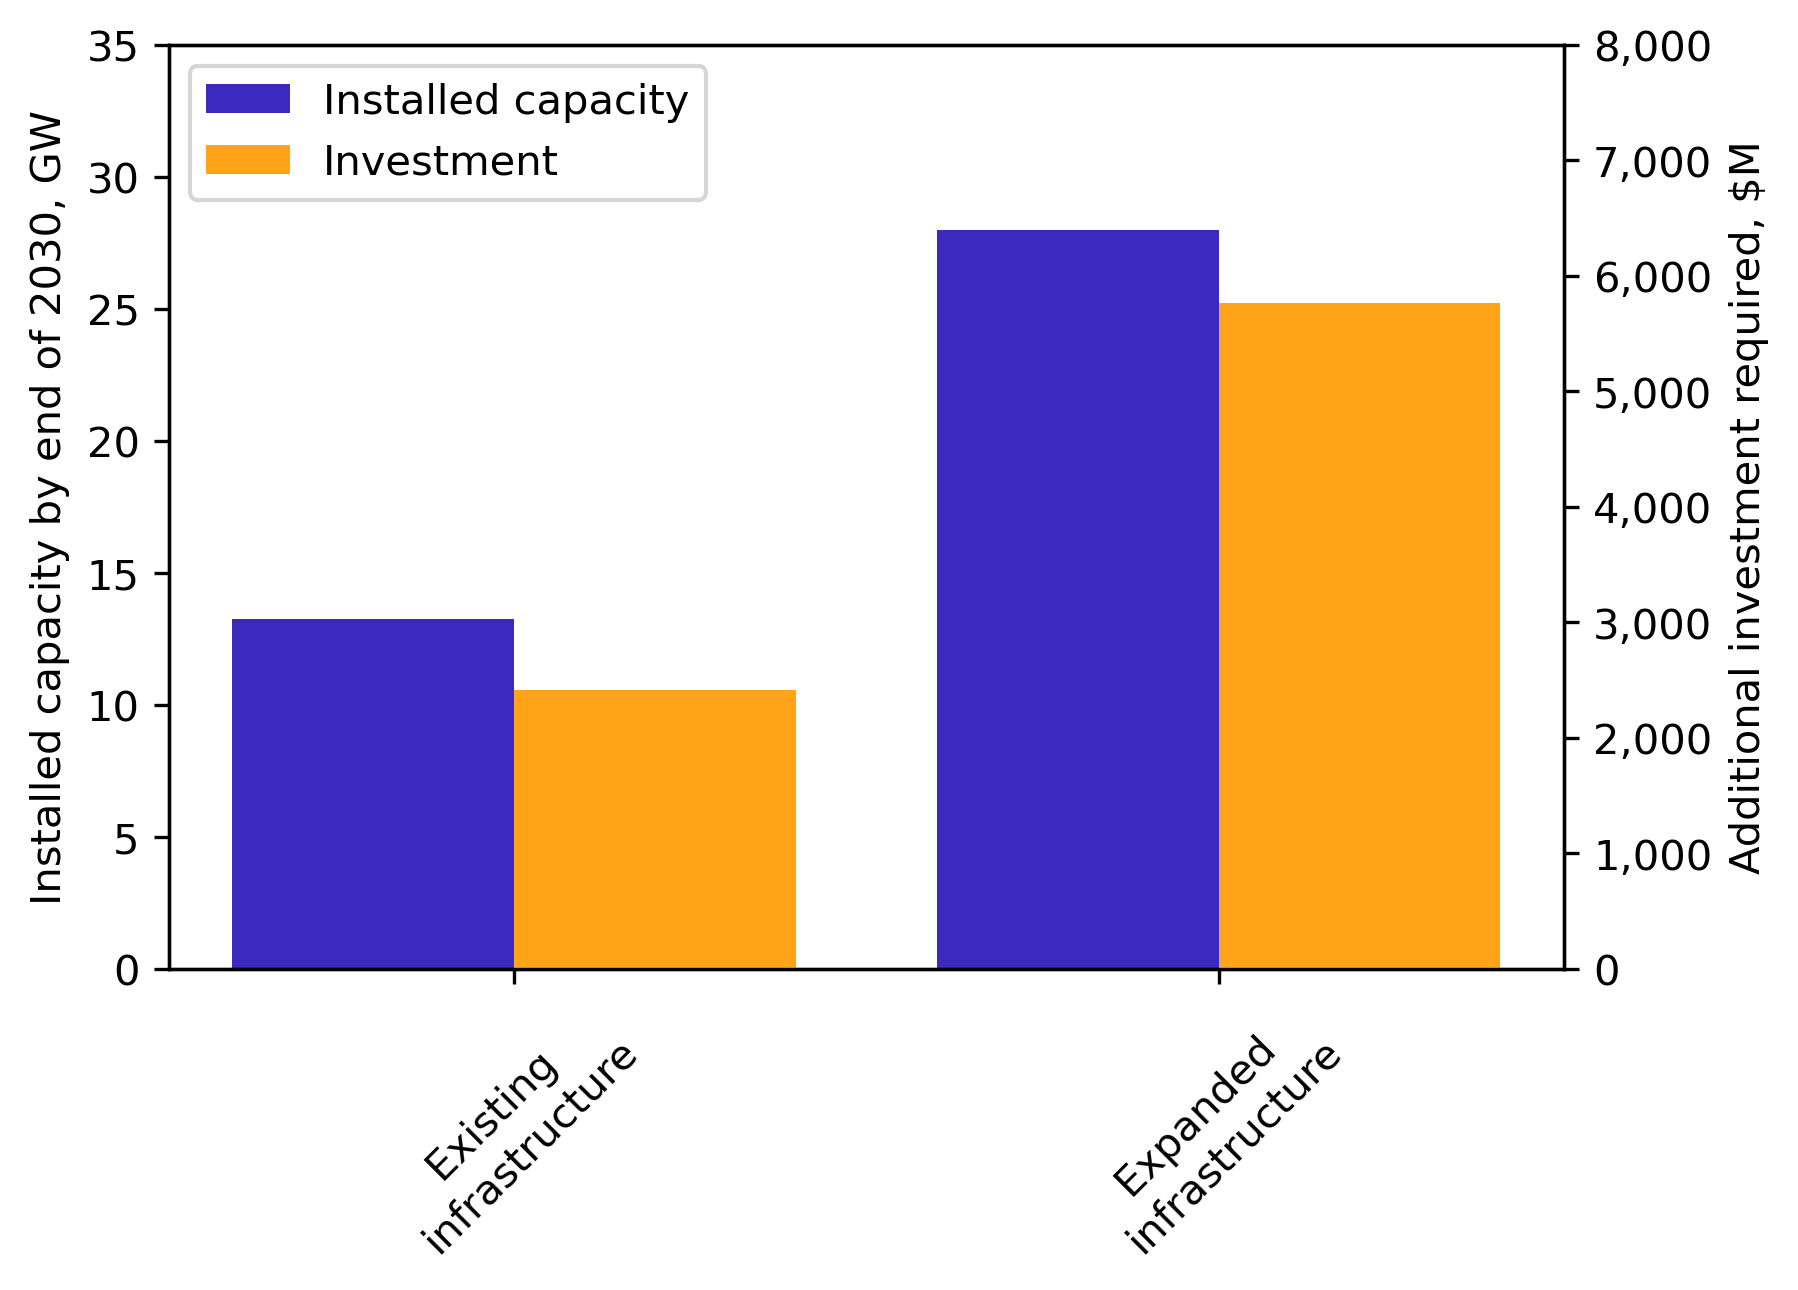 Installed capacity
Investment
Installed capacity by end of 2030, GW
35
30
25
20
15
10
5
0
8,000
7,000
6,000
5,000
4,000
3,000
2,000
1,000
0
Additional investment required, $M
Existing
infrastructure
Expanded
infrastructure